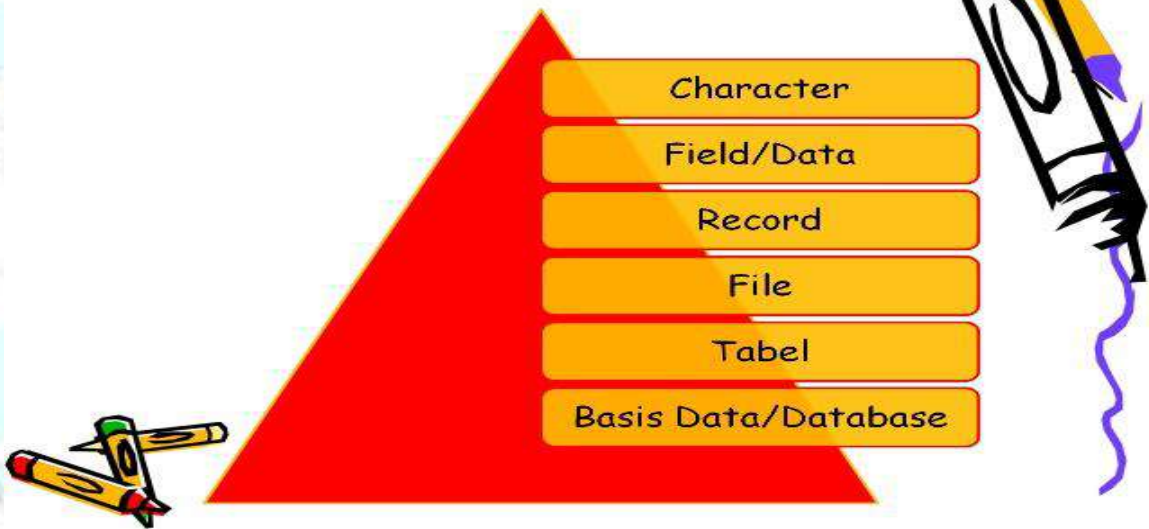 Character
Field/Data
Record
File
Tabel
Basis Data/Database